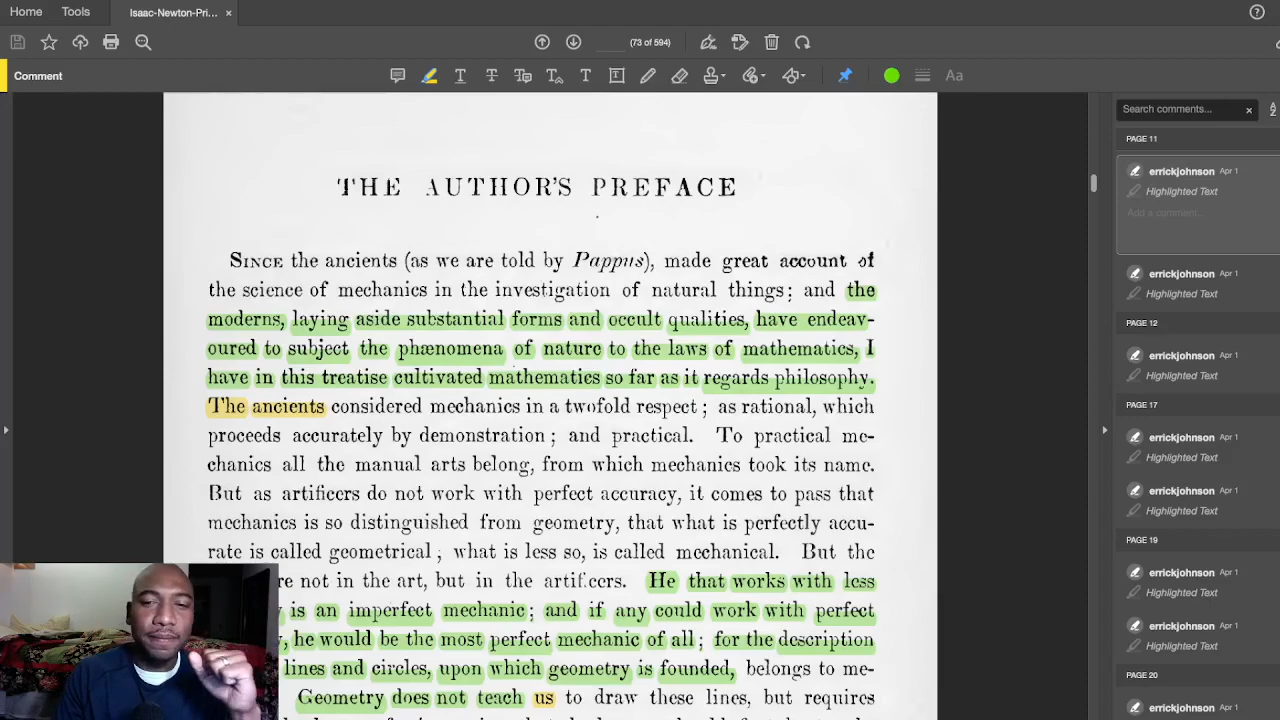 Home Tools Isaac-Newton-Pri... ×
(73 of 594)
Comment
Aa
Search comments... ×
THE AUTHOR'S PREFACE
SINCE the ancients (as we are told by Pappus), made great account of
the science of mechanics in the investigation of natural things; and the
moderns, laying aside substantial forms and occult qualities, have endeav-
oured to subject the phænomena of nature to the laws of mathematics, I
have in this treatise cultivated mathematics so far as it regards philosophy.
The ancients considered mechanics in a twofold respect; as rational, which
proceeds accurately by demonstration; and practical. To practical me-
chanics all the manual arts belong, from which mechanics took its name.
But as artificers do not work with perfect accuracy, it comes to pass that
mechanics is so distinguished from geometry, that what is perfectly accu-
rate is called geometrical; what is less so, is called mechanical. But the
not in the art, but in the artificers. He that works with less
is an imperfect mechanic; and if any could work with perfect
he would be the most perfect mechanic of all; for the description
lines and circles, upon which geometry is founded, belongs to me-
Geometry does not teach us to draw these lines, but requires
PAGE 11
errickjohnson Apr 1
Highlighted Text
Add a comment...
errickjohnson Apr 1
Highlighted Text
PAGE 12
errickjohnson Apr 1
Highlighted Text
PAGE 17
errickjohnson Apr 1
Highlighted Text
errickjohnson Apr 1
Highlighted Text
PAGE 19
errickjohnson Apr 1
Highlighted Text
errickjohnson Apr 1
Highlighted Text
PAGE 20
errickjohnson Apr 1